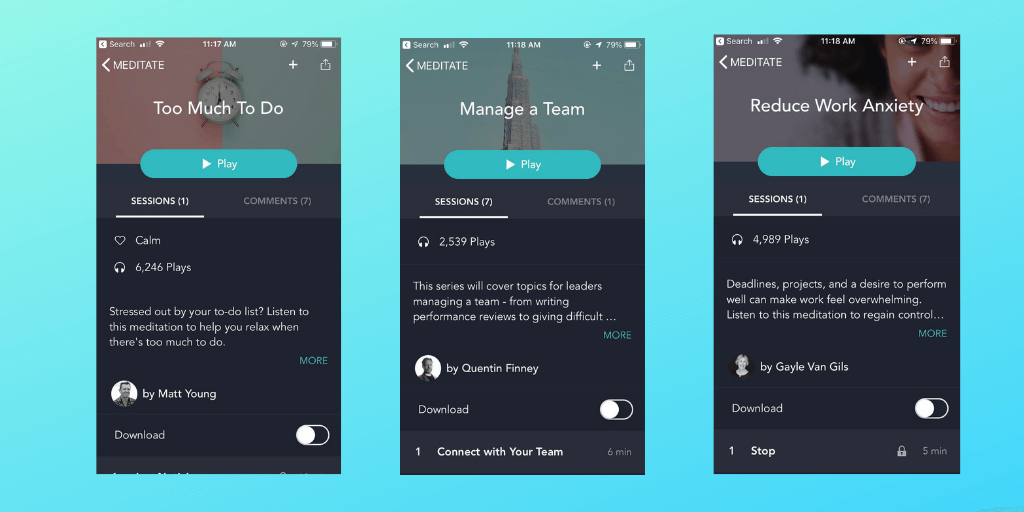 Search 11:17 AM 79%
MEDITATE
Too Much To Do
Play
SESSIONS (1) COMMENTS (7)
Calm
6,246 Plays
Stressed out by your to-do list? Listen to
this meditation to help you relax when
there's too much to do.
MORE
by Matt Young
Download
Search 11:18 AM 79%
MEDITATE
Manage a Team
Play
SESSIONS (7) COMMENTS (1)
2,539 Plays
This series will cover topics for leaders
managing a team - from writing
performance reviews to giving difficult ...
MORE
by Quentin Finney
Download
1 Connect with Your Team 6 min
Search 11:18 AM 79%
MEDITATE
Reduce Work Anxiety
Play
SESSIONS (1) COMMENTS (7)
4,989 Plays
Deadlines, projects, and a desire to perform
well can make work feel overwhelming.
Listen to this meditation to regain control...
MORE
by Gayle Van Gils
Download
1 Stop 5 min